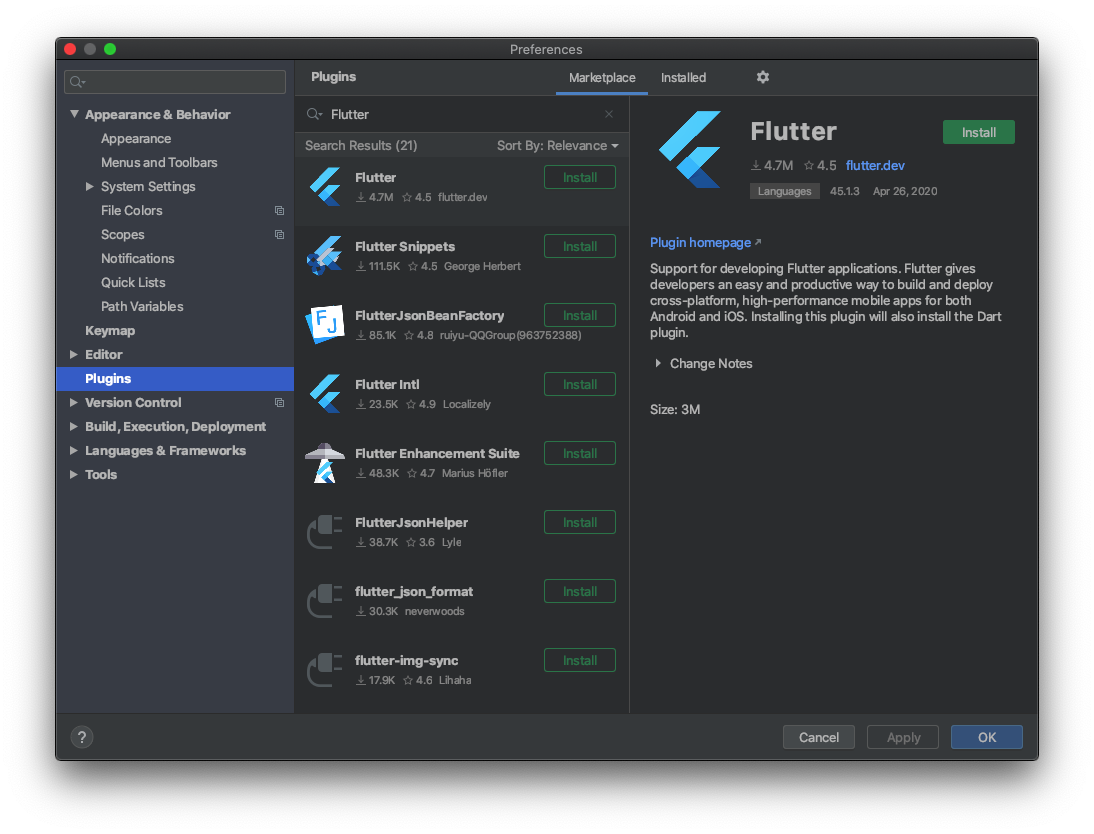 Preferences
Appearance & Behavior
Appearance
Menus and Toolbars
System Settings
File Colors
Scopes
Notifications
Quick Lists
Path Variables
Keymap
Editor
Plugins
Version Control
Build, Execution, Deployment
Languages & Frameworks
Tools
Plugins
Marketplace
Installed
Flutter
Search Results (21)
Sort By: Relevance
Flutter
Install
4.7M 4.5 flutter.dev
Flutter Snippets
Install
111.5K 4.5 George Herbert
FlutterJsonBeanFactory
Install
85.1K 4.8 ruiyu-QQGroup(963752388)
Flutter Intl
Install
23.5K 4.9 Localizely
Flutter Enhancement Suite
Install
48.3K 4.7 Marius Höfler
FlutterJsonHelper
Install
38.7K 3.6 Lyle
flutter_json_format
Install
30.3K neverwoods
flutter-img-sync
Install
17.9K 4.6 Lihaha
F
J
Flutter
Install
4.7M 4.5 flutter.dev
Languages 45.1.3 Apr 26, 2020
Plugin homepage
Support for developing Flutter applications. Flutter gives
developers an easy and productive way to build and deploy
cross-platform, high-performance mobile apps for both
Android and iOS. Installing this plugin will also install the Dart
plugin.
Change Notes
Size: 3M
?
Cancel
Apply
OK